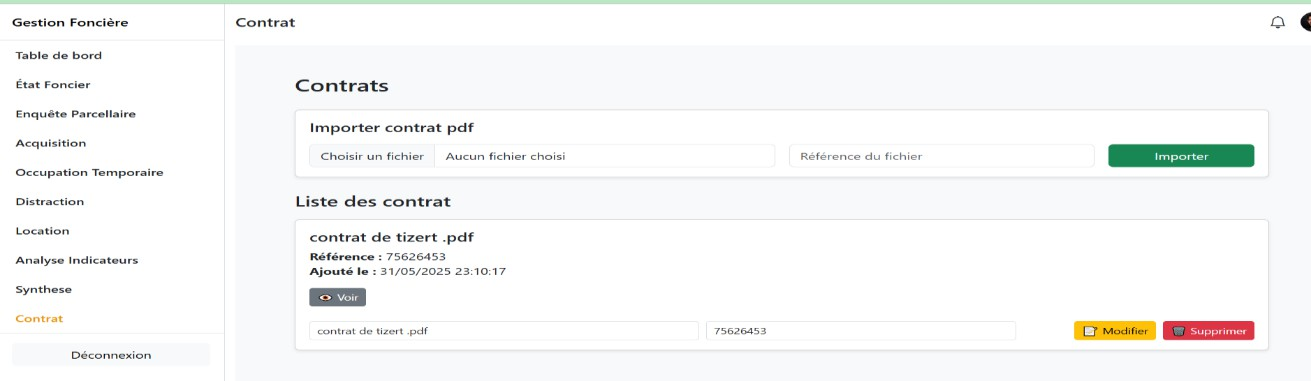 Gestion Foncière
Contrat
Table de bord
État Foncier
Enquête Parcellaire
Acquisition
Occupation Temporaire
Distraction
Location
Analyse Indicateurs
Synthese
Contrat
Déconnexion
Contrats
Importer contrat pdf
Choisir un fichier Aucun fichier choisi Référence du fichier Importer
Liste des contrat
contrat de tizert .pdf
Référence : 75626453
Ajouté le : 31/05/2025 23:10:17
Voir
contrat de tizert .pdf 75626453 Modifier Supprimer